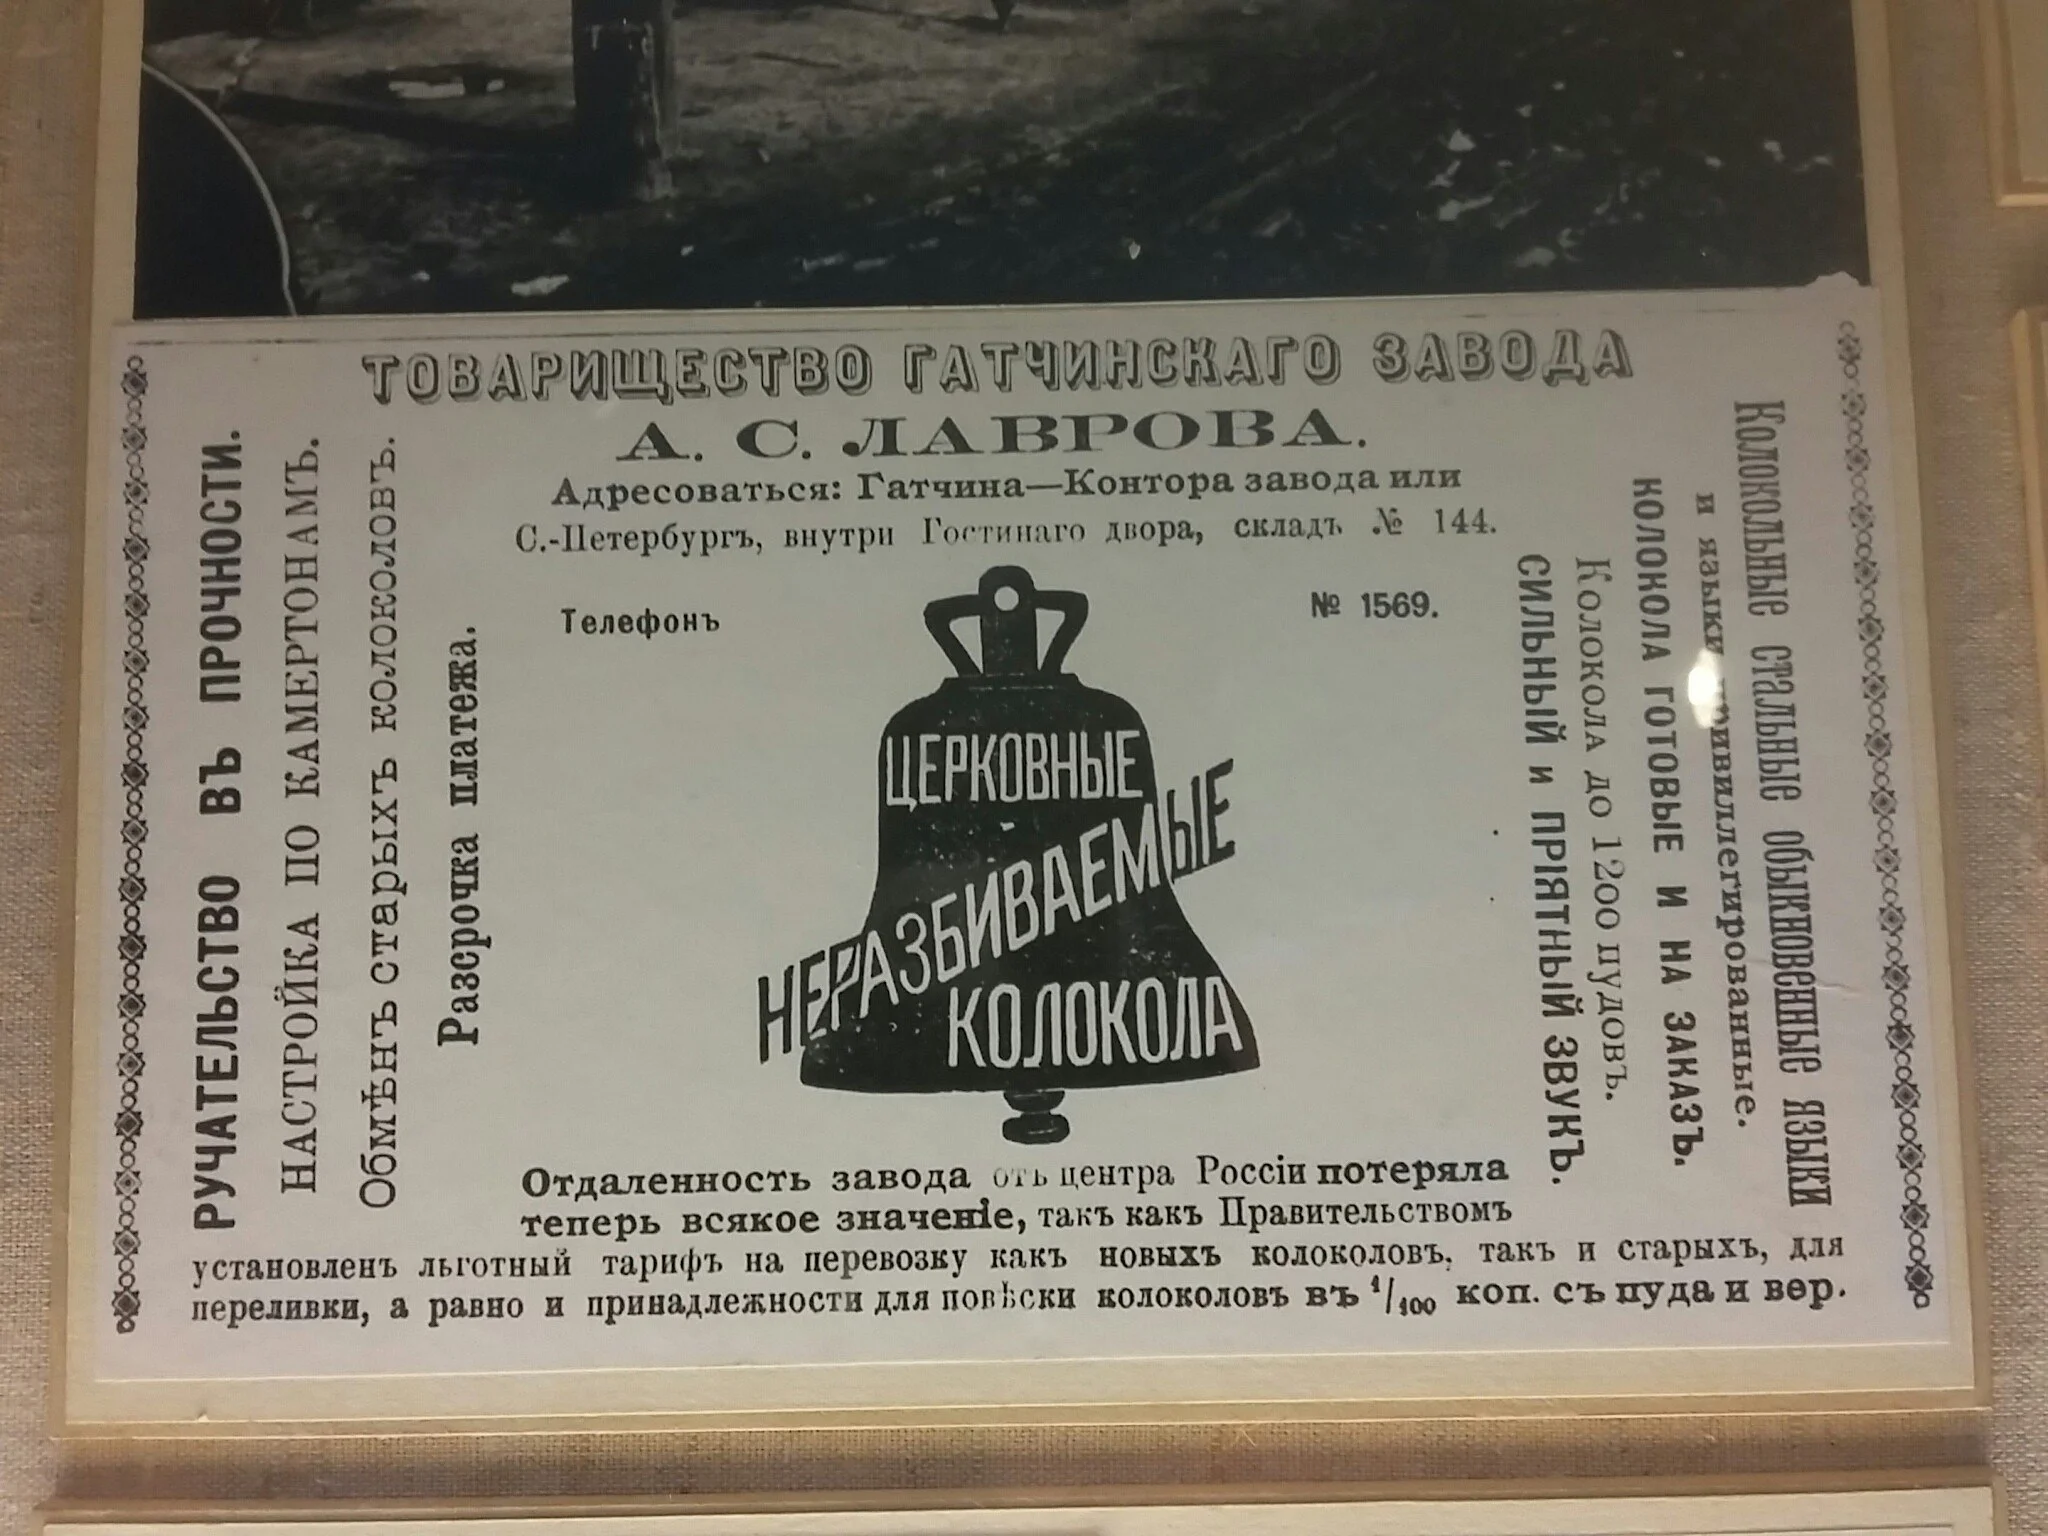 ТОВАРИЩЕСТВО ГАТЧИНСКАГО ЗАВОДА
А. С. ЛАВРОВА.
Адресоваться: Гатчина—Контора завода или
С.-Петербургъ, внутри Гостинаго двора, складъ № 144.
Телефонъ № 1569.
РУЧАТЕЛЬСТВО ВЪ ПРОЧНОСТИ.
НАСТРОЙКА ПО КАМЕРТОНАМЪ.
Обмѣнъ старыхъ колоколовъ.
Разсрочка платежа.
ЦЕРКОВНЫЕ
НЕРАЗБИВАЕМЫЕ
КОЛОКОЛА
Колокольные стальные обыкновенные языки
и языки привиллегированные.
КОЛОКОЛА ГОТОВЫЕ И НА ЗАКАЗЪ.
Колокола до 1200 пудовъ.
СИЛЬНЫЙ и ПРІЯТНЫЙ ЗВУКЪ.
Отдаленность завода отъ центра Россіи потеряла
теперь всякое значеніе, такъ какъ Правительствомъ
установленъ льготный тарифъ на перевозку какъ новыхъ колоколовъ, такъ и старыхъ, для
переливки, а равно и принадлежности для повѣски колоколовъ въ 1/100 коп. съ пуда и вер.